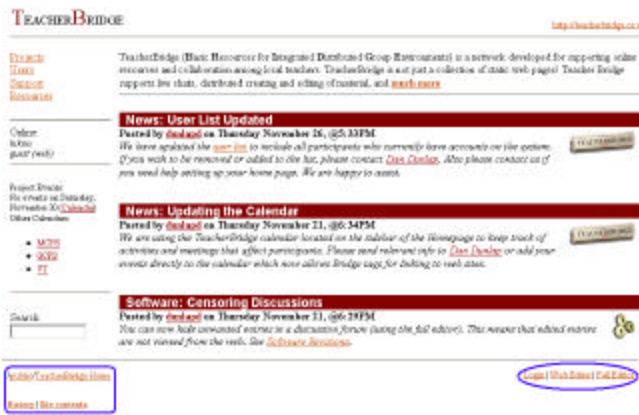 TEACHERBRIDGE
Projects
Users
Support
Resources
TeacherBridge (Basic Resources for Integrated Distributed Group Environments) is a network developed for supporting online
resources and collaboration among local teachers. TeacherBridge is not just a collection of static web pages! Teacher Bridge
supports live chats, distributed creating and editing of material, and much more
Online:
guest (web)
Project Events:
No events on Saturday,
November 30 (Calendar)
Other Calendars:
MCPS
PT
Search
News: User List Updated
Posted by dunlapd on Thursday November 26, @5:33PM
We have updated the user list to include all participants who currently have accounts on the system.
If you wish to be removed or added to the list, please contact Dan Dunlap. Also please contact us if
you need help setting up your home page. We are happy to assist.
News: Updating the Calendar
Posted by dunlapd on Thursday November 21, @6:34PM
We are using the TeacherBridge calendar located on the sidebar of the Homepage to keep track of
activities and meetings that affect participants. Please send relevant info to Dan Dunlap or add your
events directly to the calendar which now allows Bridge tags for linking to web sites.
Software: Censoring Discussions
Posted by dunlapd on Thursday November 21, @6:29PM
You can now hide unwanted entries in a discussion forum (using the full editor). This means that edited entries
are not viewed from the web. See Software Revisions.
TeacherBridge Home
History | Site contents
Login | Web Editor | Full Editor